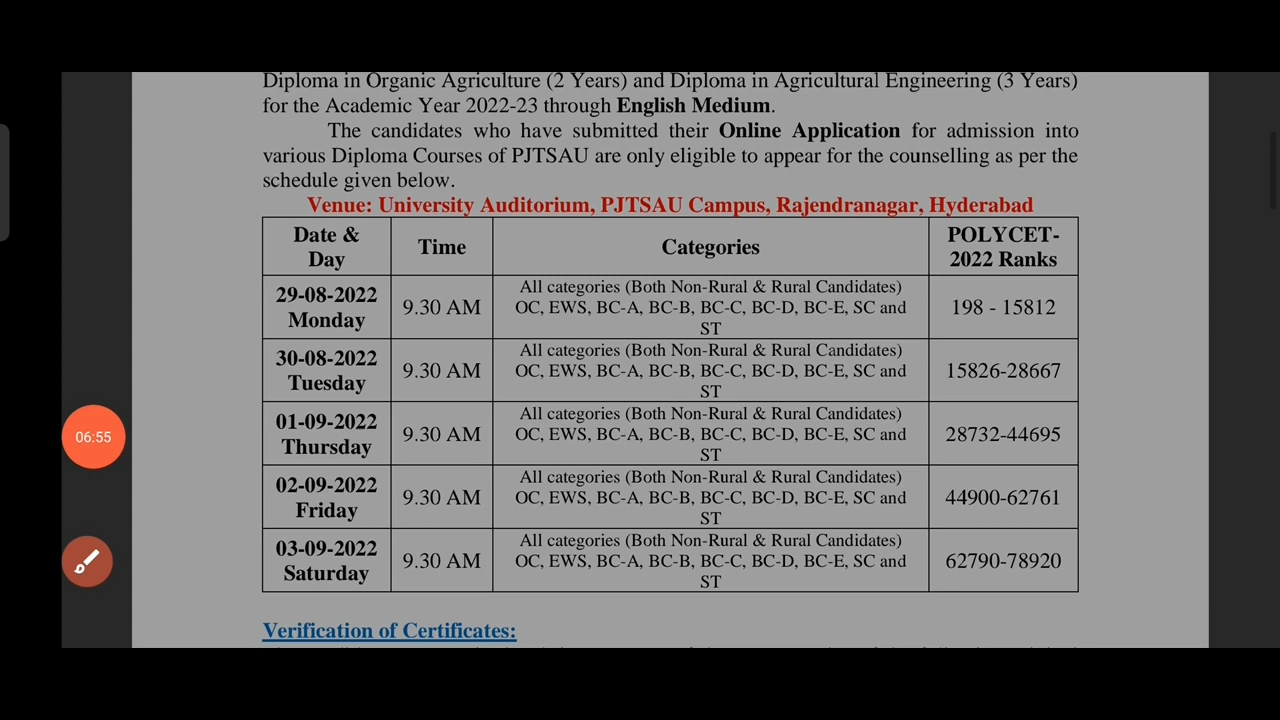 Diploma in Organic Agriculture (2 Years) and Diploma in Agricultural Engineering (3 Years)
for the Academic Year 2022-23 through English Medium.
The candidates who have submitted their Online Application for admission into
various Diploma Courses of PJTSAU are only eligible to appear for the counselling as per the
schedule given below.
Venue: University Auditorium, PJTSAU Campus, Rajendranagar, Hyderabad
Date & Day Time Categories POLYCET-2022 Ranks
29-08-2022 Monday 9.30 AM All categories (Both Non-Rural & Rural Candidates) OC, EWS, BC-A, BC-B, BC-C, BC-D, BC-E, SC and ST 198 - 15812
30-08-2022 Tuesday 9.30 AM All categories (Both Non-Rural & Rural Candidates) OC, EWS, BC-A, BC-B, BC-C, BC-D, BC-E, SC and ST 15826-28667
01-09-2022 Thursday 9.30 AM All categories (Both Non-Rural & Rural Candidates) OC, EWS, BC-A, BC-B, BC-C, BC-D, BC-E, SC and ST 28732-44695
02-09-2022 Friday 9.30 AM All categories (Both Non-Rural & Rural Candidates) OC, EWS, BC-A, BC-B, BC-C, BC-D, BC-E, SC and ST 44900-62761
03-09-2022 Saturday 9.30 AM All categories (Both Non-Rural & Rural Candidates) OC, EWS, BC-A, BC-B, BC-C, BC-D, BC-E, SC and ST 62790-78920
06:55
Verification of Certificates: